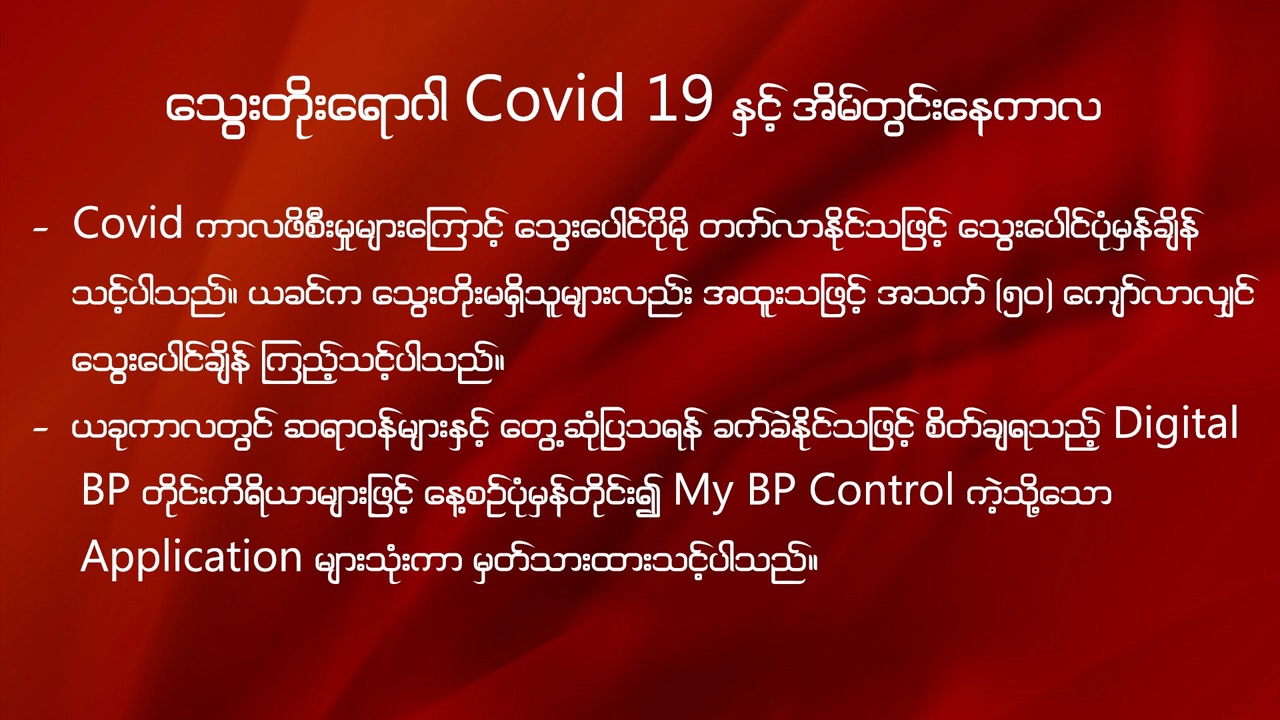 သွေးတိုးရောဂါ Covid 19 နှင့် အိမ်တွင်းနေကာလ
- Covid ကာလဖိစီးမှုများကြောင့် သွေးပေါင်ပိုမို တက်လာနိုင်သဖြင့် သွေးပေါင်ပုံမှန်ချိန်
သင့်ပါသည်။ ယခင်က သွေးတိုးမရှိသူများလည်း အထူးသဖြင့် အသက် (၅၀) ကျော်လာလျှင်
သွေးပေါင်ချိန် ကြည့်သင့်ပါသည်။
- ယခုကာလတွင် ဆရာဝန်များနှင့် တွေ့ဆုံပြသရန် ခက်ခဲနိုင်သဖြင့် စိတ်ချရသည့် Digital
BP တိုင်းကိရိယာများဖြင့် နေ့စဉ်ပုံမှန်တိုင်း၍ My BP Control ကဲ့သို့သော
Application များသုံးကာ မှတ်သားထားသင့်ပါသည်။